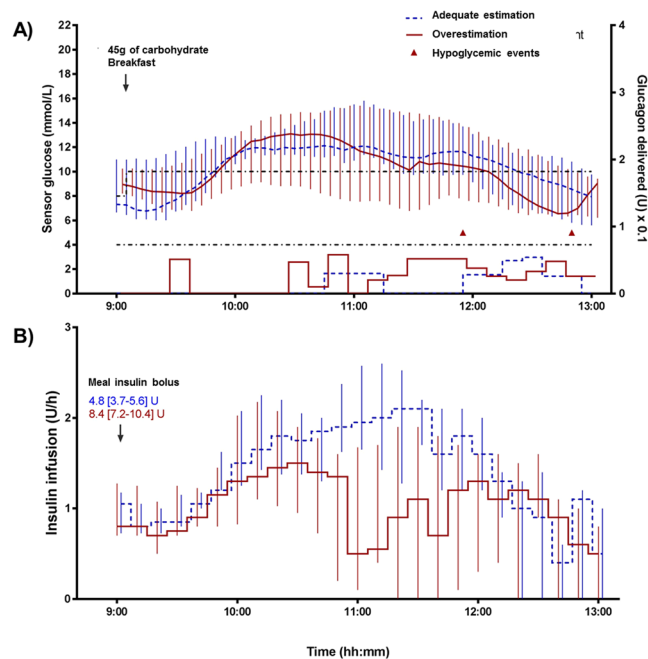 A)
22
20
18
16
14
12
10
8
6
4
2
0
Sensor glucose (mmol/L)
45g of carbohydrate
Breakfast
Adequate estimation
Overestimation
Hypoglycemic events
nt
4
3
2
1
0
Glucagon delivered (U) x 0.1
9:00 10:00 11:00 12:00 13:00
B)
3
2
1
0
Insulin infusion (U/h)
Meal insulin bolus
4.8 [3.7-5.6] U
8.4 [7.2-10.4] U
9:00 10:00 11:00 12:00 13:00
Time (hh:mm)